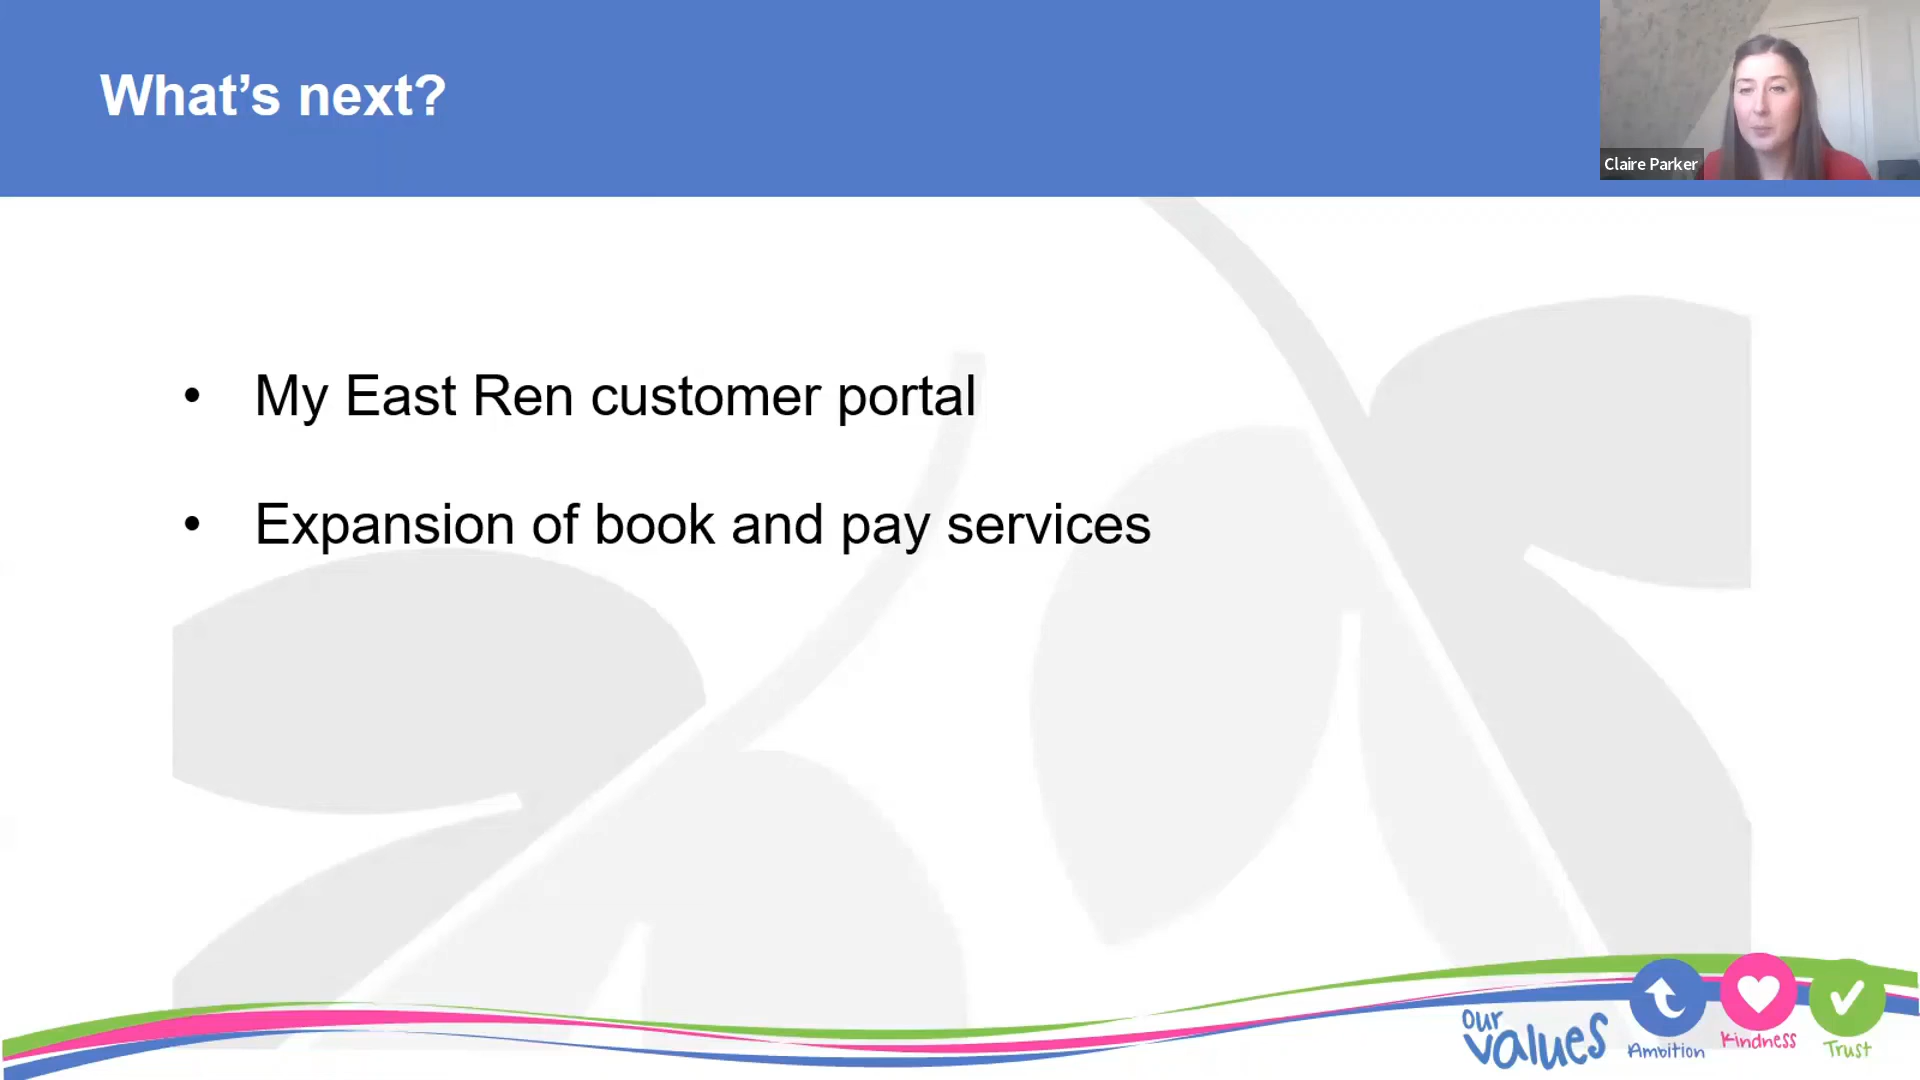 What's next?
Claire Parker
• My East Ren customer portal
• Expansion of book and pay services
our
values
Ambition
Kindness
Trust